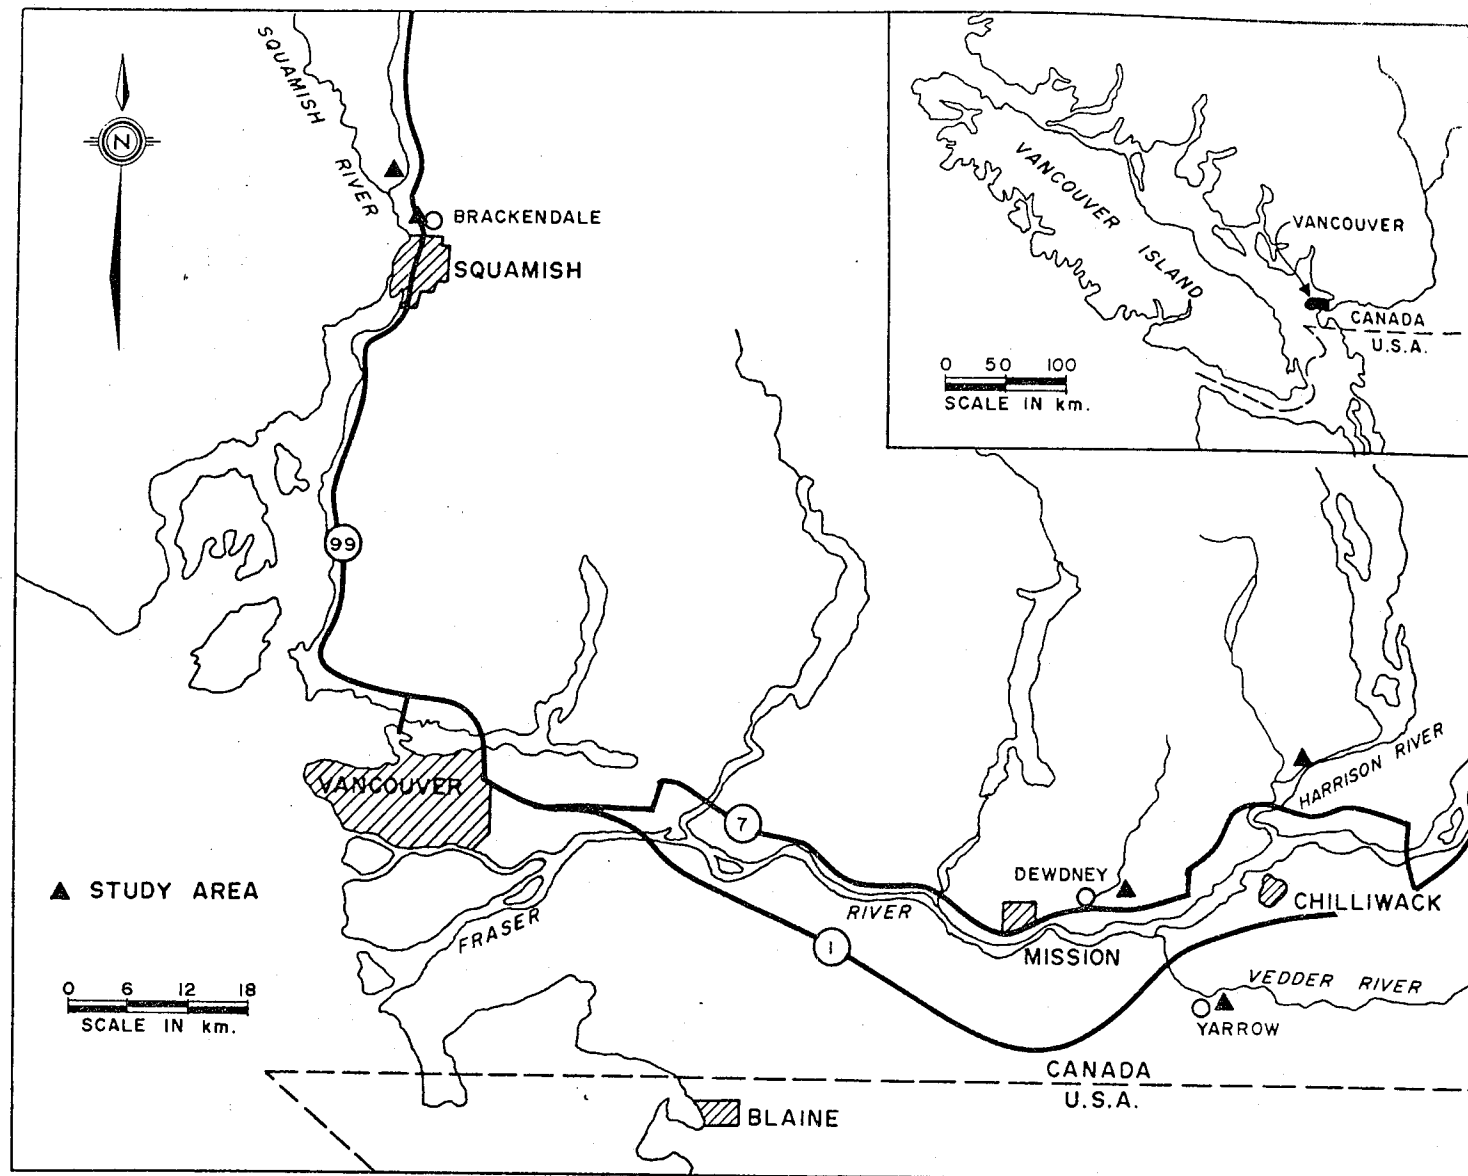 SQUAMISH
RIVER
N
BRACKENDALE
SQUAMISH
99
VANCOUVER
ISLAND
VANCOUVER
CANADA
U.S.A.
0 50 100
SCALE IN km.
VANCOUVER
7
HARRISON RIVER
STUDY AREA
FRASER
RIVER
DEWDNEY
CHILLIWACK
1
MISSION
VEDDER RIVER
YARROW
0 6 12 18
SCALE IN km.
CANADA
U.S.A.
BLAINE